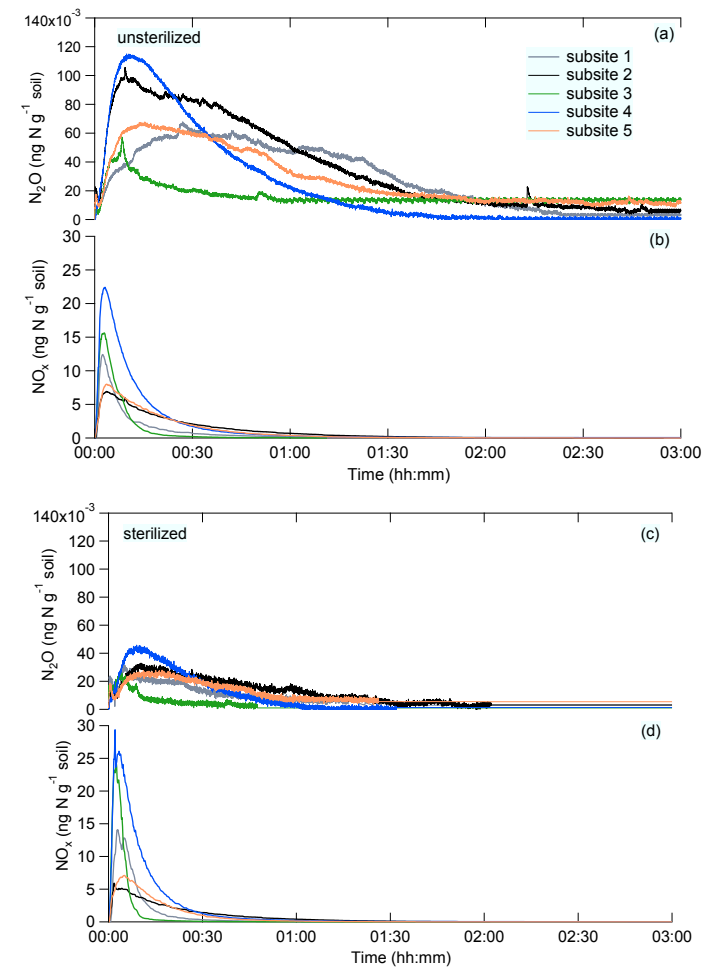 140x10-3
unsterilized
(a)
120
subsite 1
100
subsite 2
80
subsite 3
subsite 4
60
subsite 5
40
20
0
N2O (ng N g-1 soil)
30
(b)
25
20
15
10
5
0
NOx (ng N g-1 soil)
00:00 00:30 01:00 01:30 02:00 02:30 03:00
Time (hh:mm)
140x10-3
sterilized
(c)
120
100
80
60
40
20
0
N2O (ng N g-1 soil)
30
(d)
25
20
15
10
5
0
NOx (ng N g-1 soil)
00:00 00:30 01:00 01:30 02:00 02:30 03:00
Time (hh:mm)